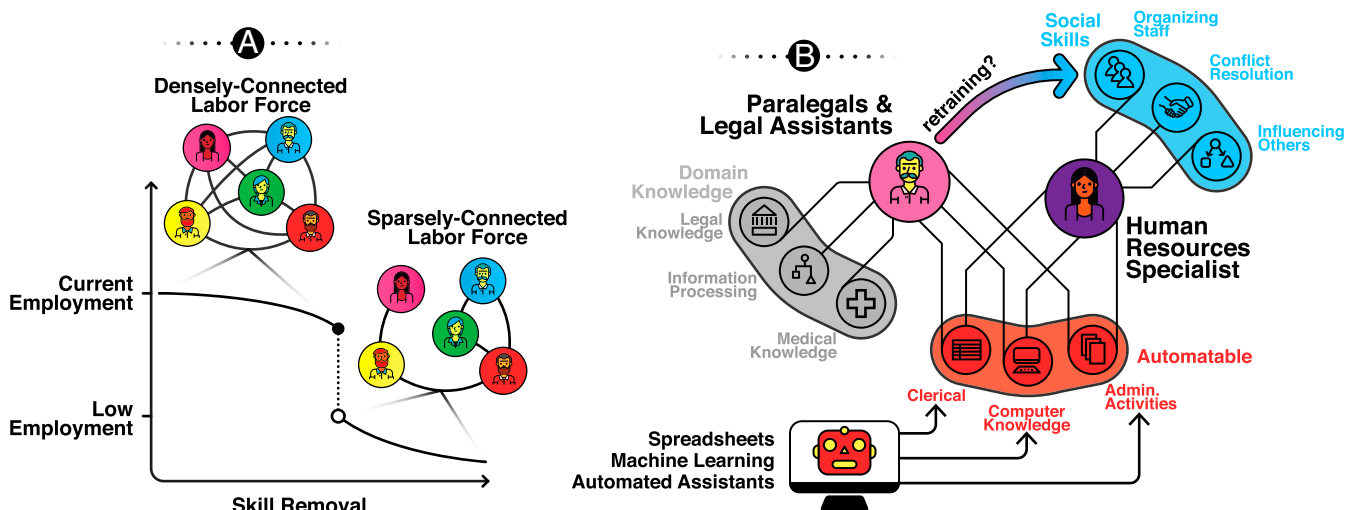 A
Densely-Connected
Labor Force
Sparsely-Connected
Labor Force
Current
Employment
Low
Employment
Skill Removal
B
Social
Skills
Organizing
Staff
Conflict
Resolution
Influencing
Others
retraining?
Paralegals &
Legal Assistants
Domain
Knowledge
Legal
Knowledge
Information
Processing
Medical
Knowledge
Human
Resources
Specialist
Automatable
Clerical
Computer
Knowledge
Admin.
Activities
Spreadsheets
Machine Learning
Automated Assistants